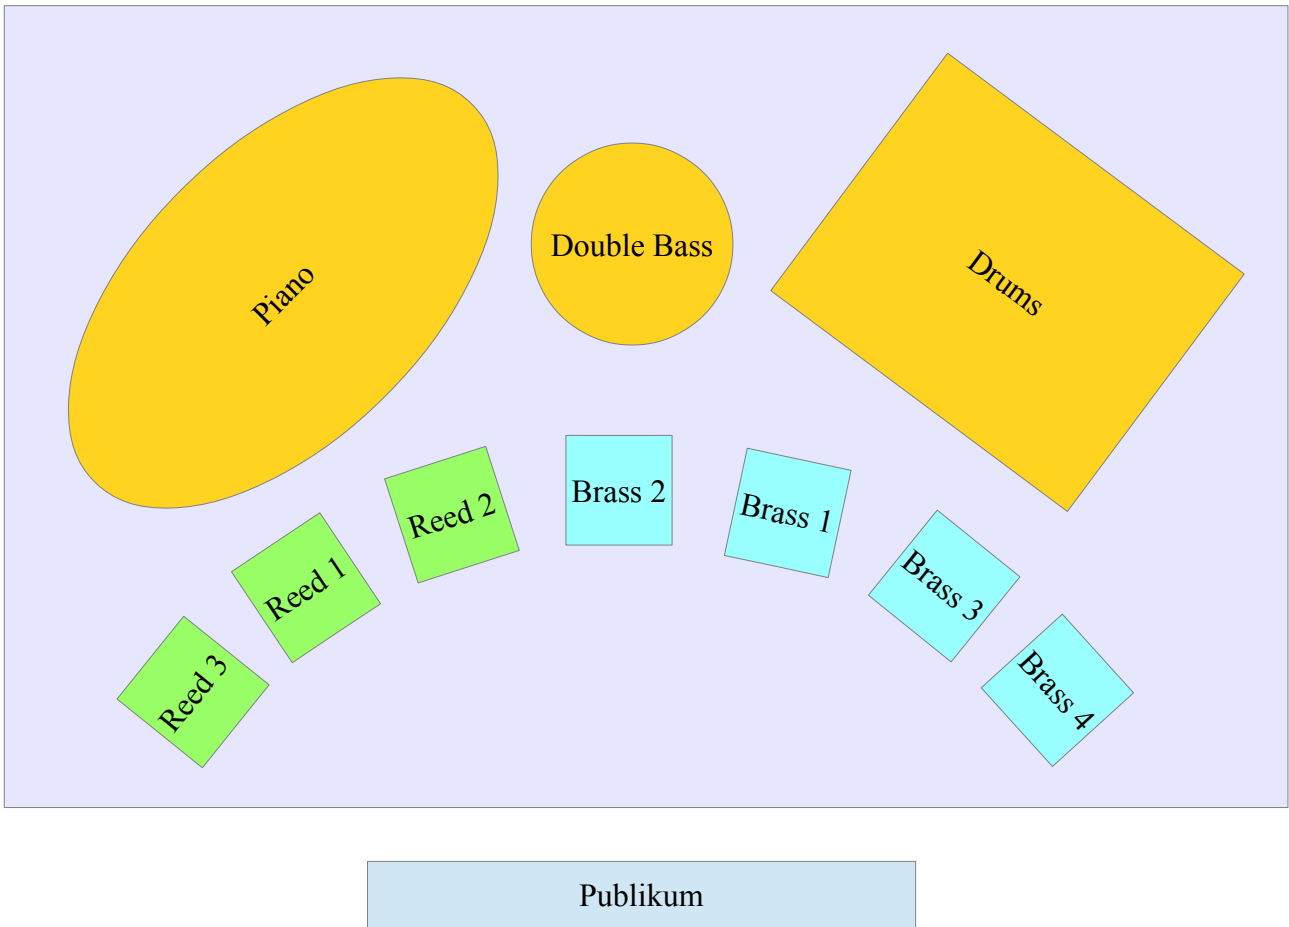 Piano
Double Bass
Drums
Reed 3
Reed 1
Reed 2
Brass 2
Brass 1
Brass 3
Brass 4
Publikum